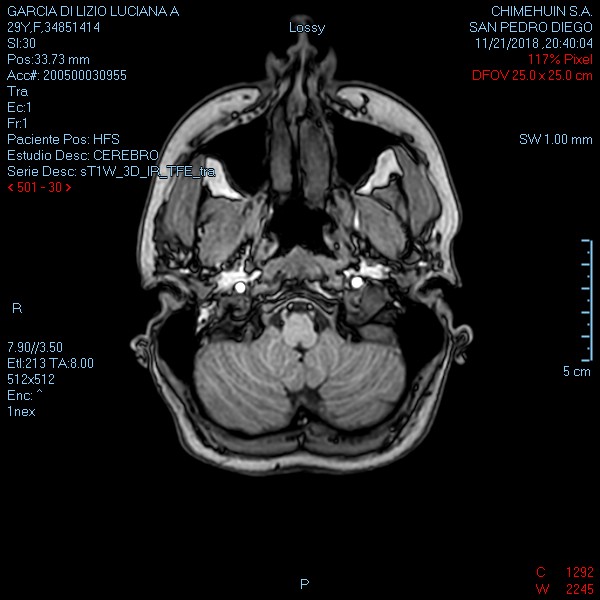 GARCIA DI LIZIO LUCIANA A
29Y,F,34851414
Sl:30
Pos:33.73 mm
Acc#: 200500030955
Tra
Ec:1
Fr:1
Paciente Pos: HFS
Estudio Desc: CEREBRO
Serie Desc: sT1W_3D_IR_TFE_tra
< 501 - 30 >
Lossy
CHIMEHUIN S.A.
SAN PEDRO DIEGO
11/21/2018 ,20:40:04
117% Pixel
DFOV 25.0 x 25.0 cm
SW 1.00 mm
R
5 cm
7.90//3.50
Etl:213 TA:8.00
512x512
Enc: ^
1nex
P
C 1292
W 2245